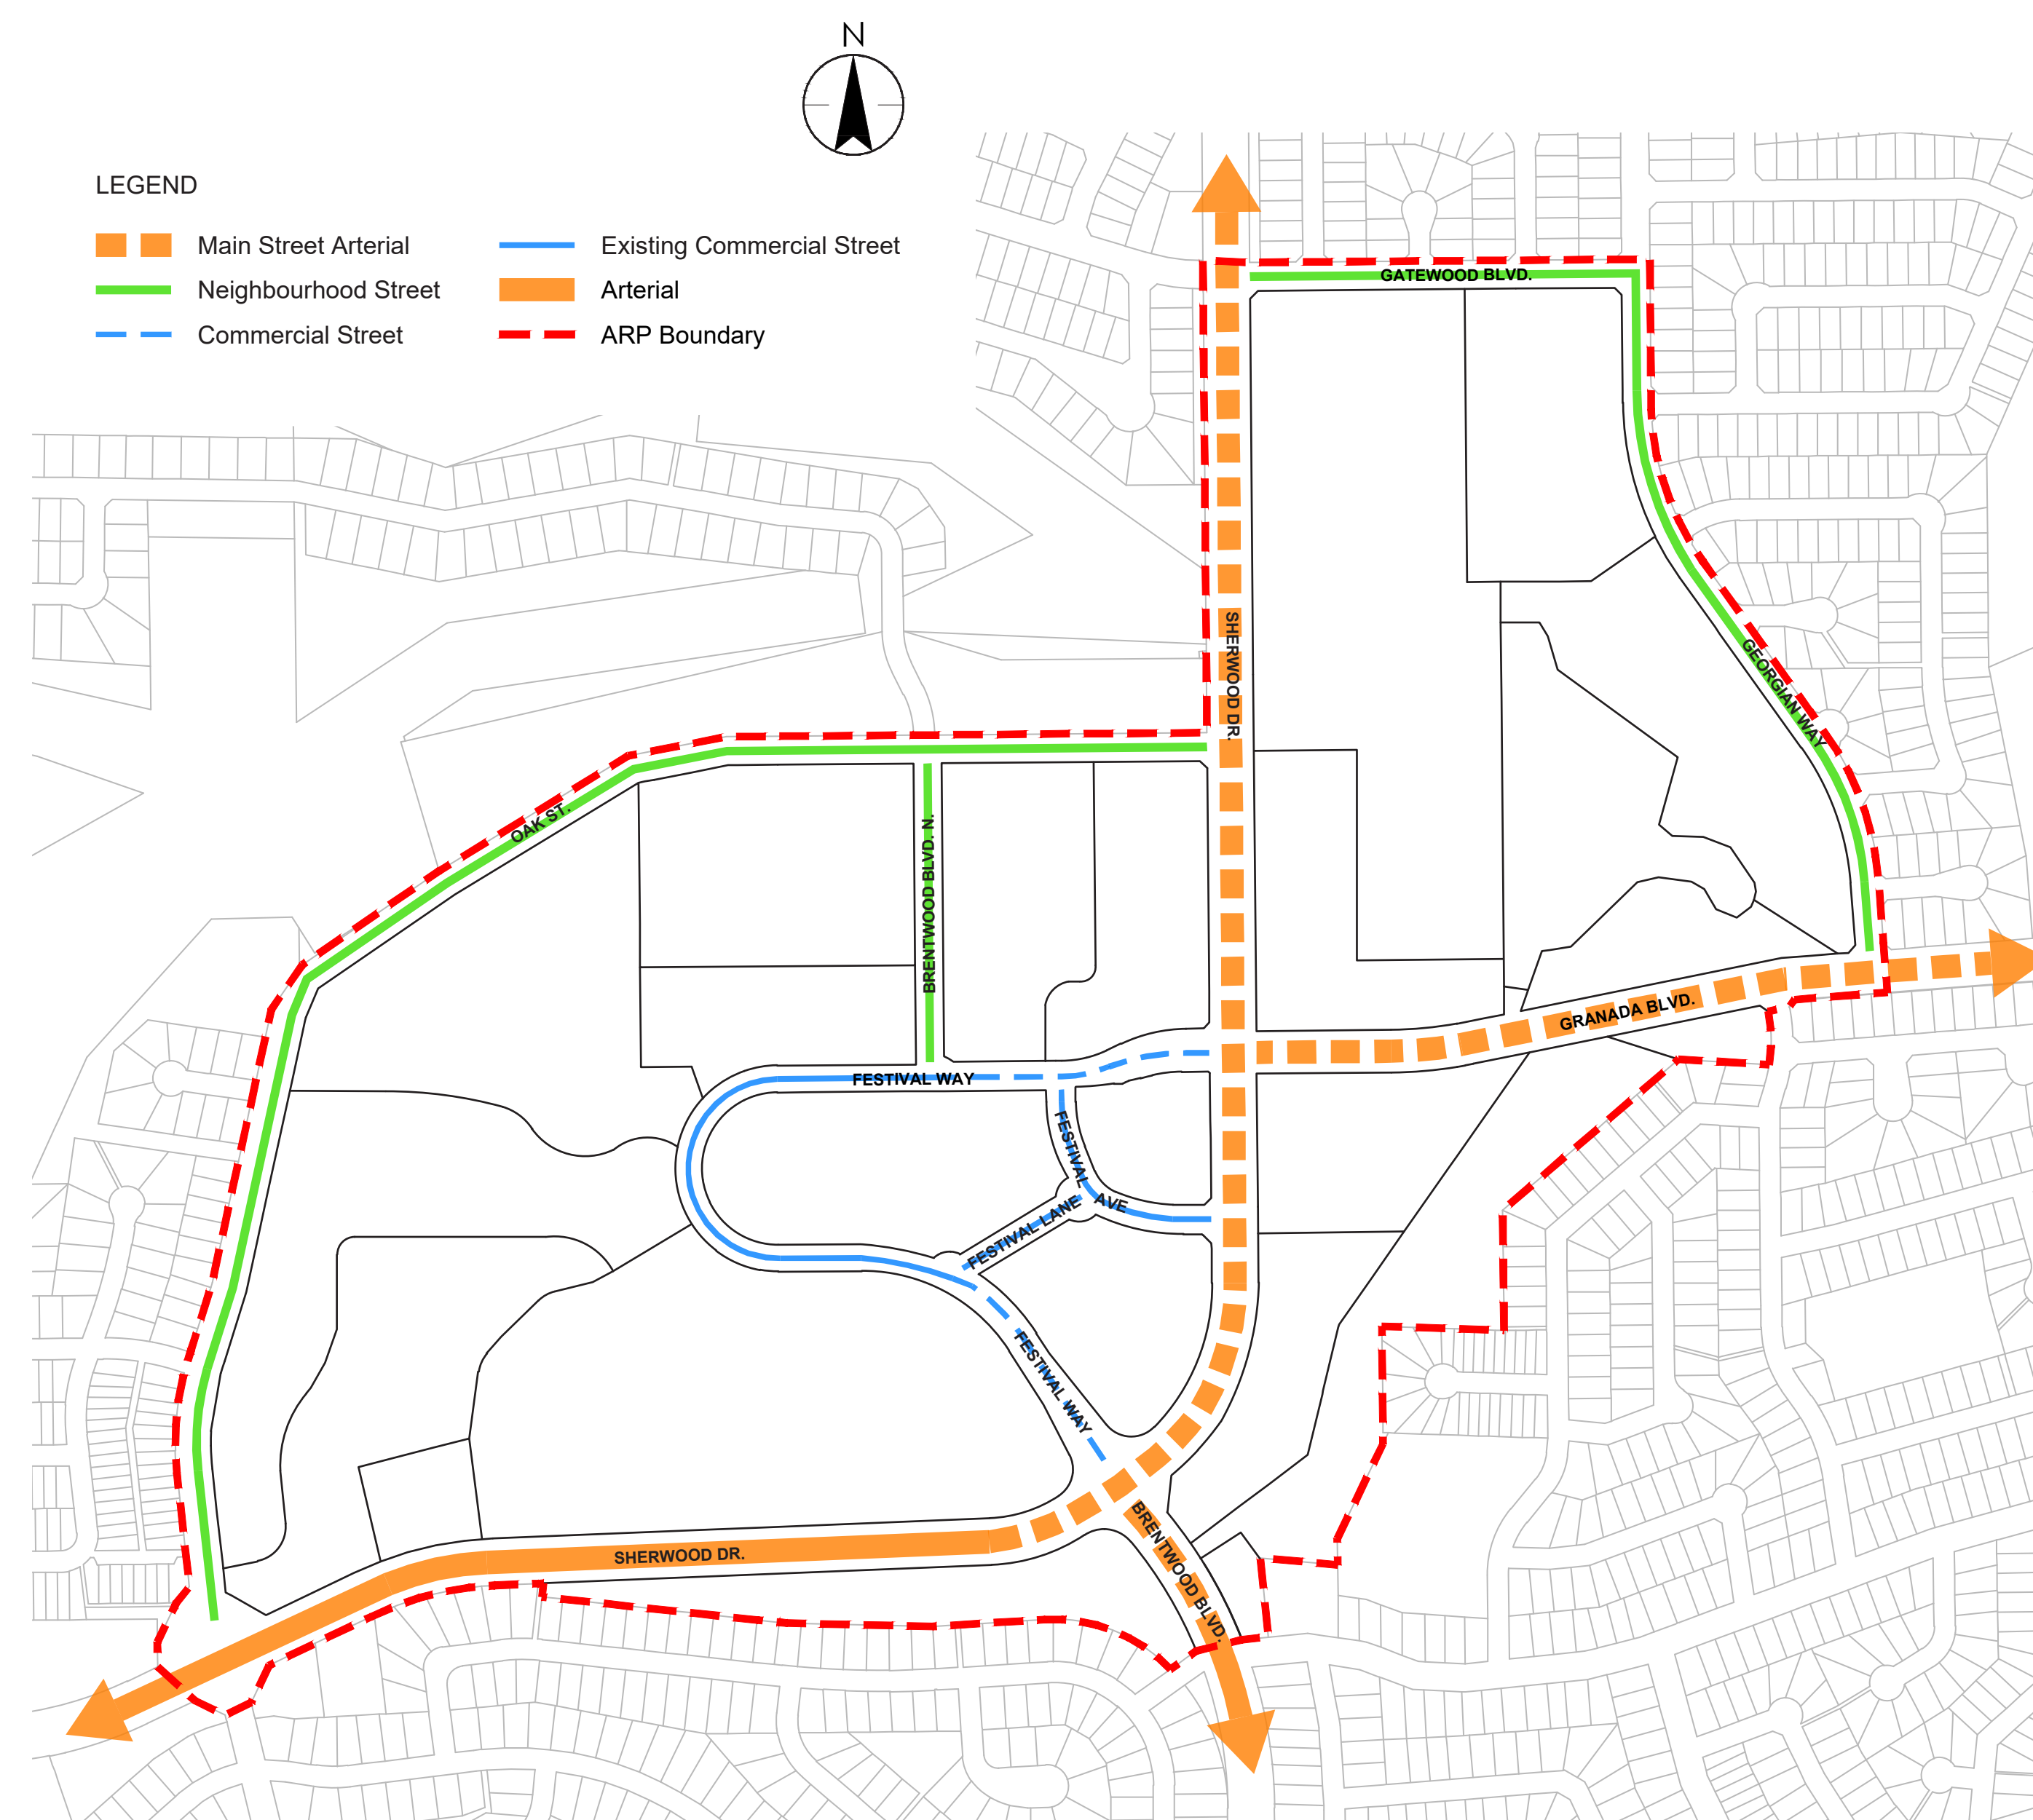 N
LEGEND
Main Street Arterial
Neighbourhood Street
Commercial Street
Existing Commercial Street
Arterial
ARP Boundary
GATEWOOD BLVD.
SHERWOOD DR.
GEORGIAN WAY
OAK ST.
BRENTWOOD BLVD. N.
GRANADA BLVD.
FESTIVAL WAY
FESTIVAL AVE
FESTIVAL LANE
FESTIVAL WAY
SHERWOOD DR.
BRENTWOOD BLVD.